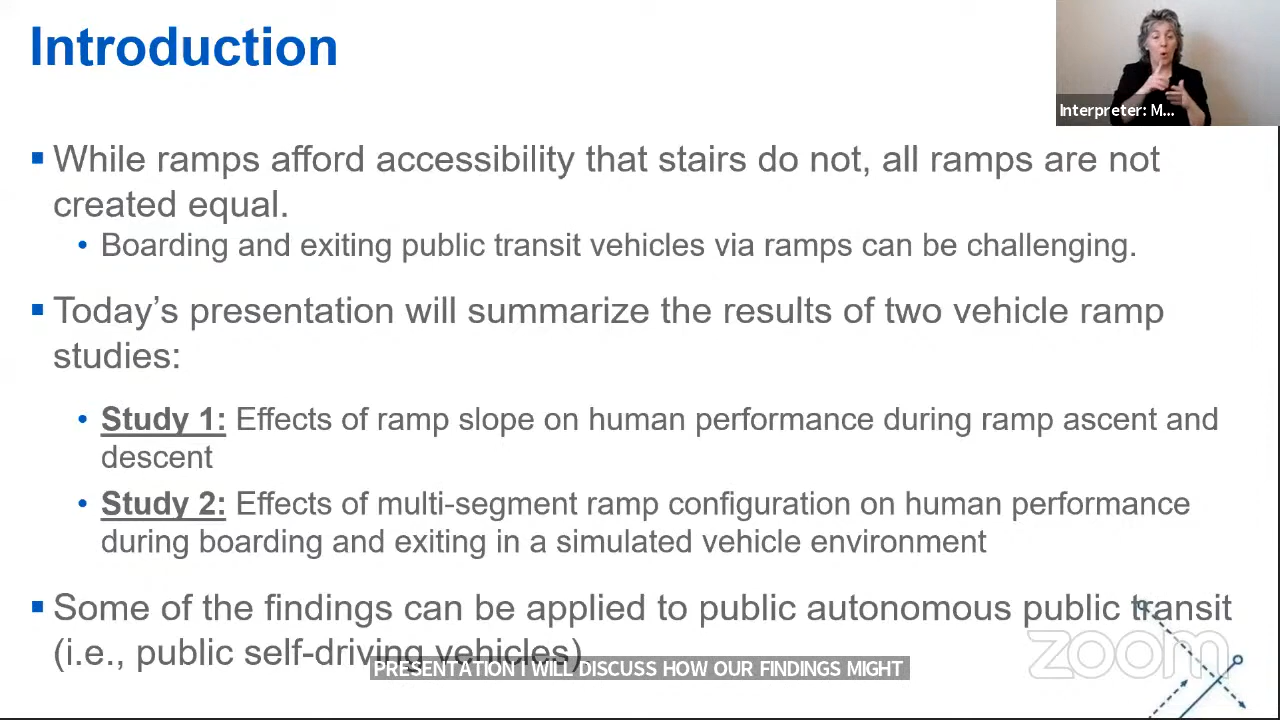 Introduction
Interpreter: M...
While ramps afford accessibility that stairs do not, all ramps are not
created equal.
Boarding and exiting public transit vehicles via ramps can be challenging.
Today’s presentation will summarize the results of two vehicle ramp
studies:
Study 1: Effects of ramp slope on human performance during ramp ascent and
descent
Study 2: Effects of multi-segment ramp configuration on human performance
during boarding and exiting in a simulated vehicle environment
Some of the findings can be applied to public autonomous public transit
(i.e., public self-driving vehicles)
PRESENTATION I WILL DISCUSS HOW OUR FINDINGS MIGHT
zoom